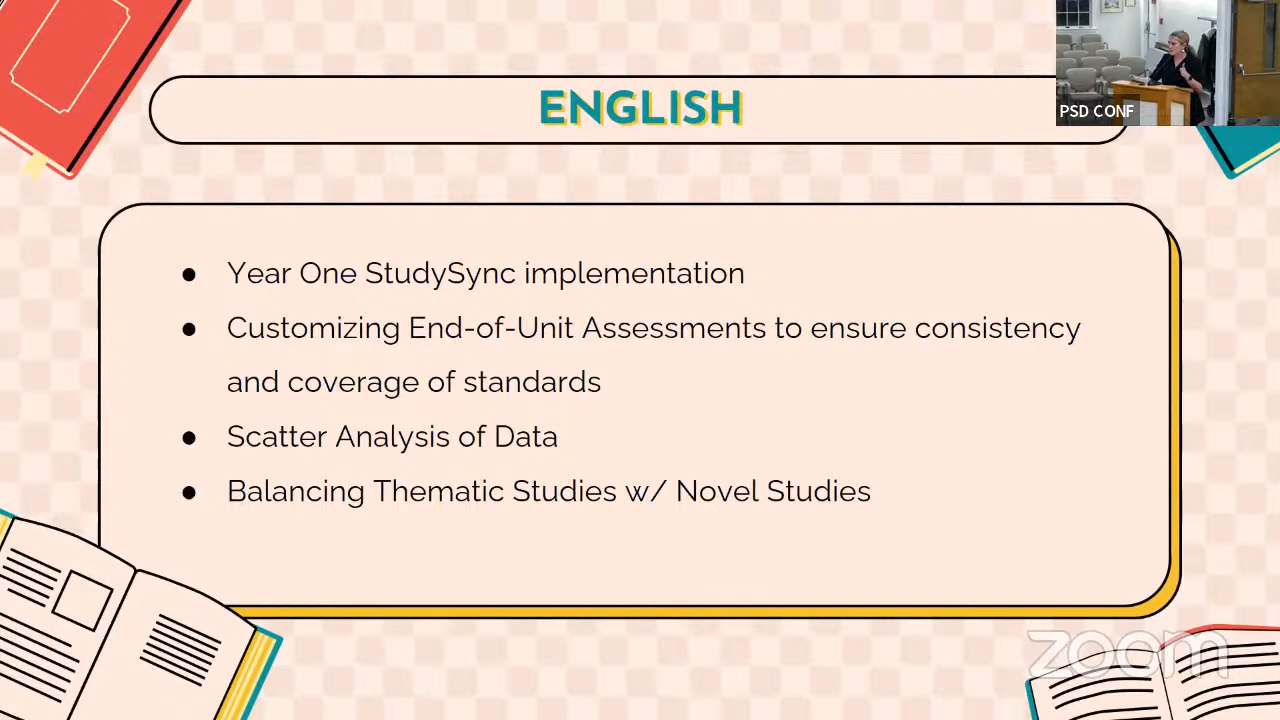 ENGLISH
PSD CONF
● Year One StudySync implementation
● Customizing End-of-Unit Assessments to ensure consistency
and coverage of standards
● Scatter Analysis of Data
● Balancing Thematic Studies w/ Novel Studies
zoom